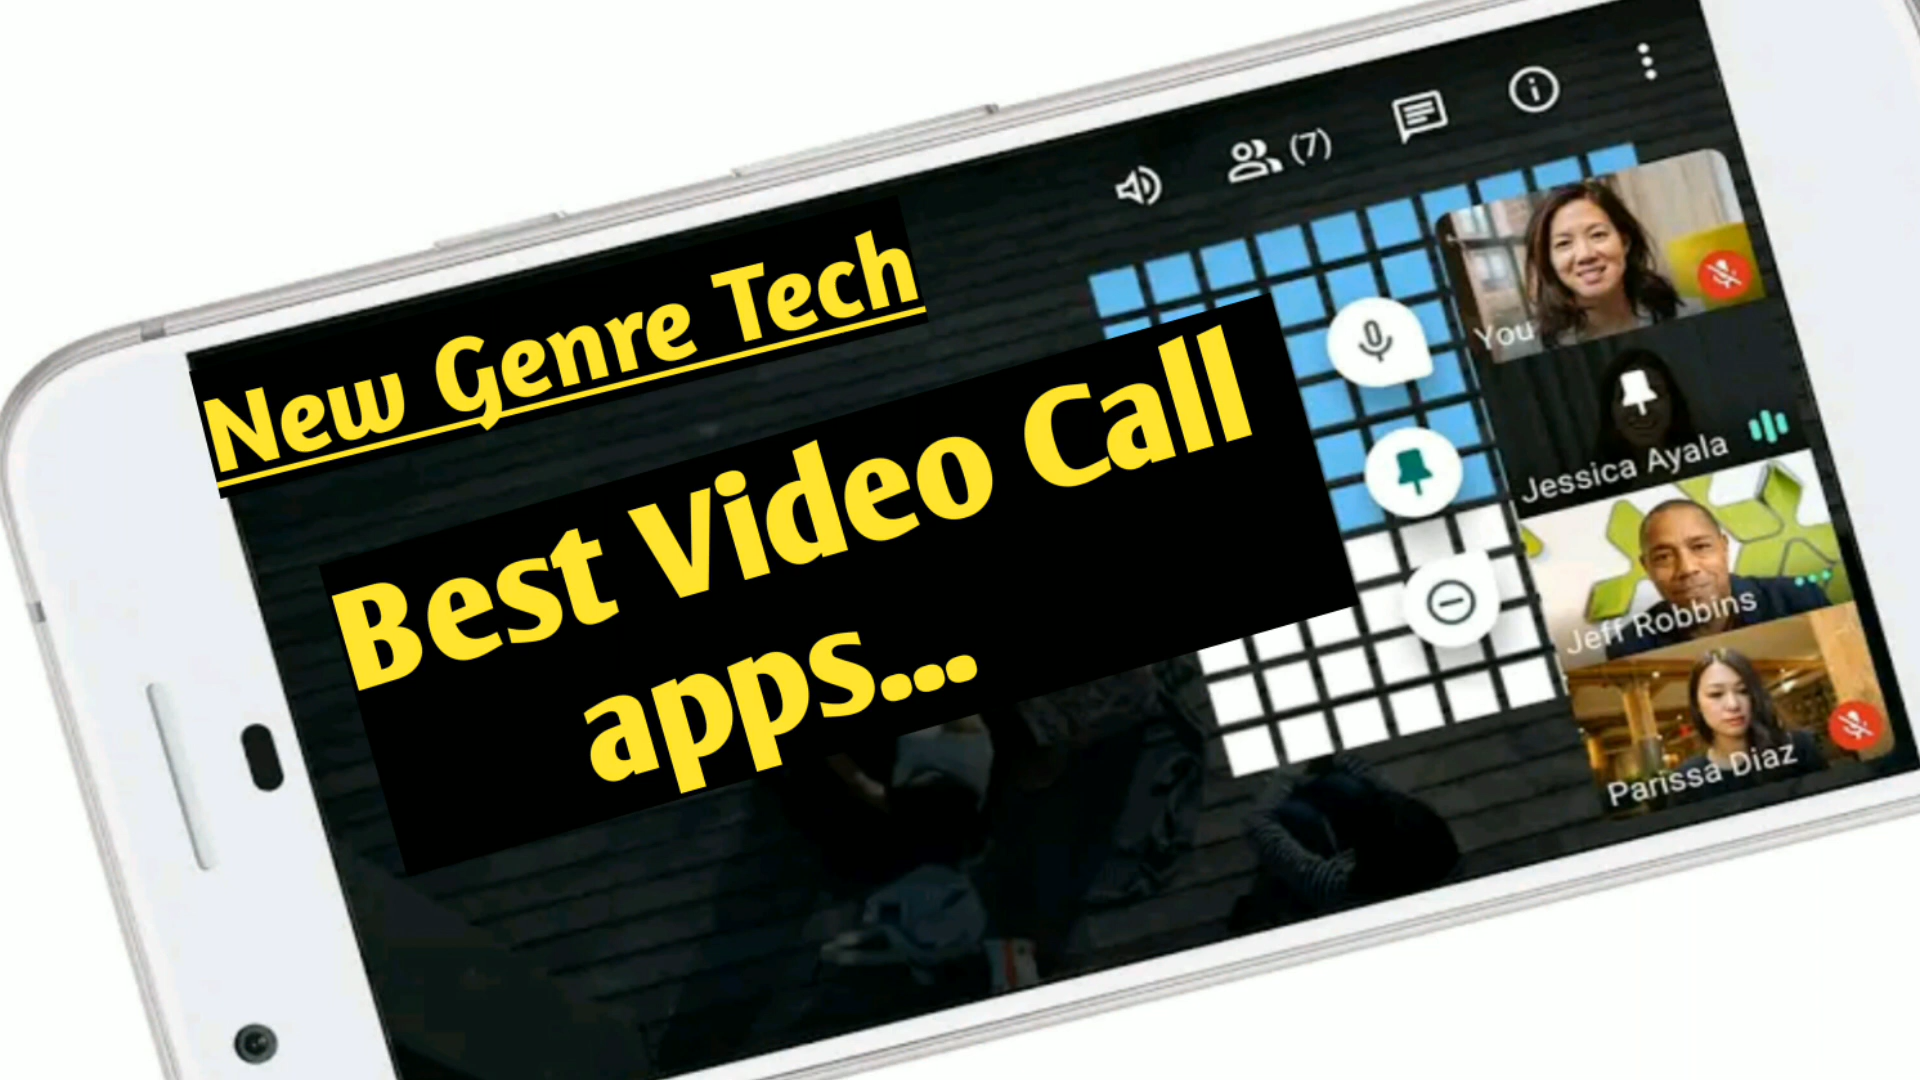 New Genre Tech
Best Video Call
apps...
(7)
You
Jessica Ayala
Jeff Robbins
Parissa Diaz